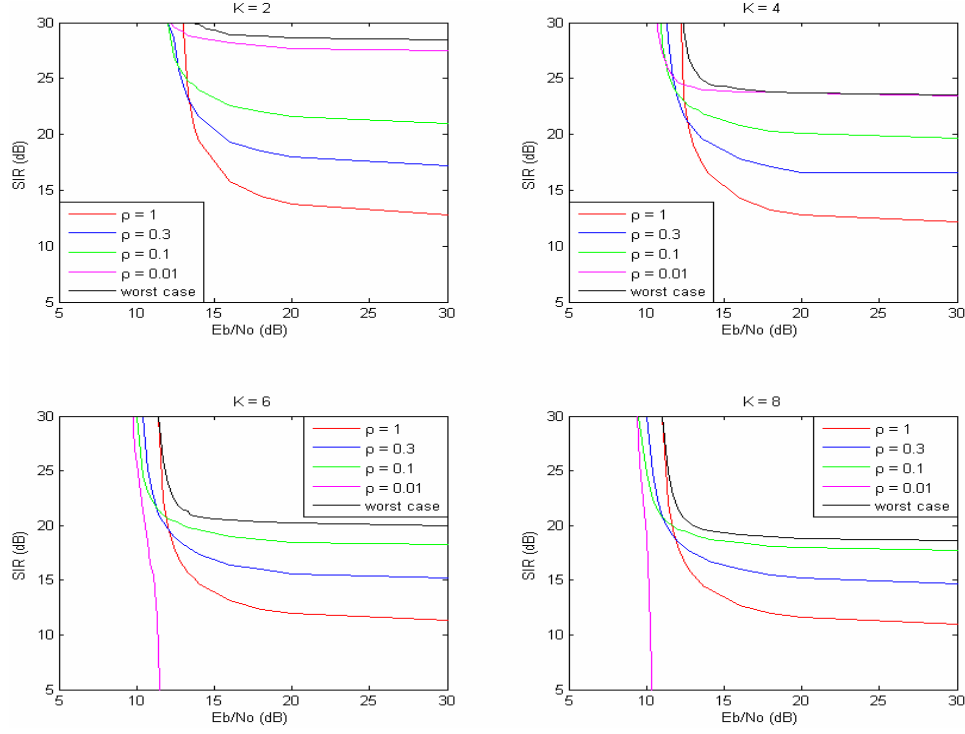 K = 2
30
25
20
15
10
5
SIR (dB)
ρ = 1
ρ = 0.3
ρ = 0.1
ρ = 0.01
worst case
5 10 15 20 25 30
Eb/No (dB)
K = 4
30
25
20
15
10
5
SIR (dB)
ρ = 1
ρ = 0.3
ρ = 0.1
ρ = 0.01
worst case
5 10 15 20 25 30
Eb/No (dB)
K = 6
30
25
20
15
10
5
SIR (dB)
ρ = 1
ρ = 0.3
ρ = 0.1
ρ = 0.01
worst case
5 10 15 20 25 30
Eb/No (dB)
K = 8
30
25
20
15
10
5
SIR (dB)
ρ = 1
ρ = 0.3
ρ = 0.1
ρ = 0.01
worst case
5 10 15 20 25 30
Eb/No (dB)